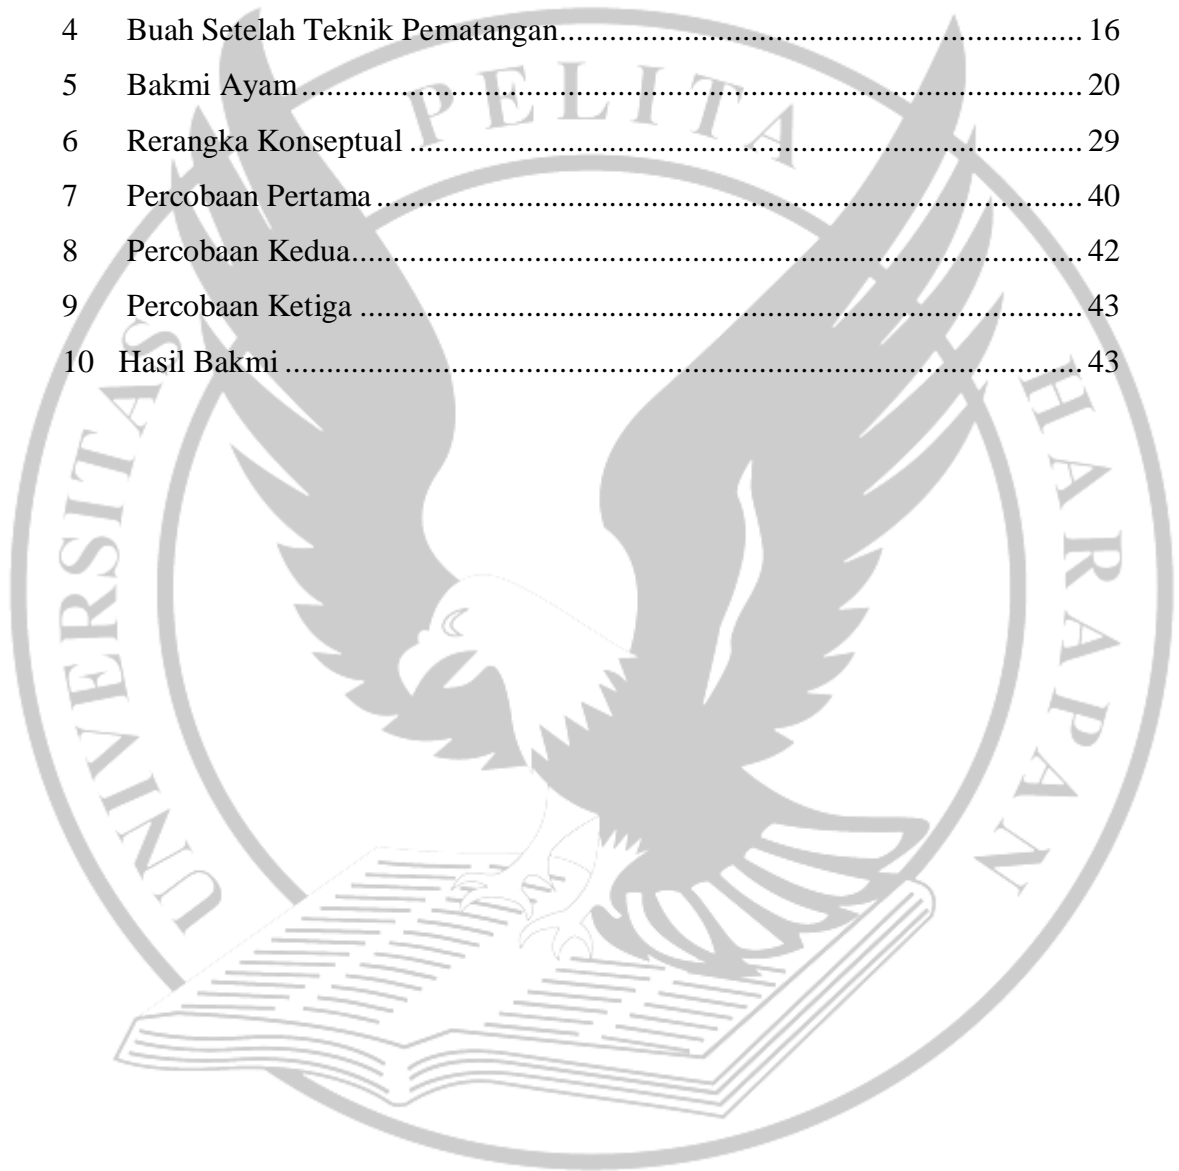 4 Buah Setelah Teknik Pematangan.................................................................. 16
5 Bakmi Ayam.................................................................................................. 20
6 Rerangka Konseptual..................................................................................... 29
7 Percobaan Pertama......................................................................................... 40
8 Percobaan Kedua............................................................................................ 42
9 Percobaan Ketiga........................................................................................... 43
10 Hasil Bakmi.................................................................................................... 43
UNIVERSITAS PELITA HARAPAN